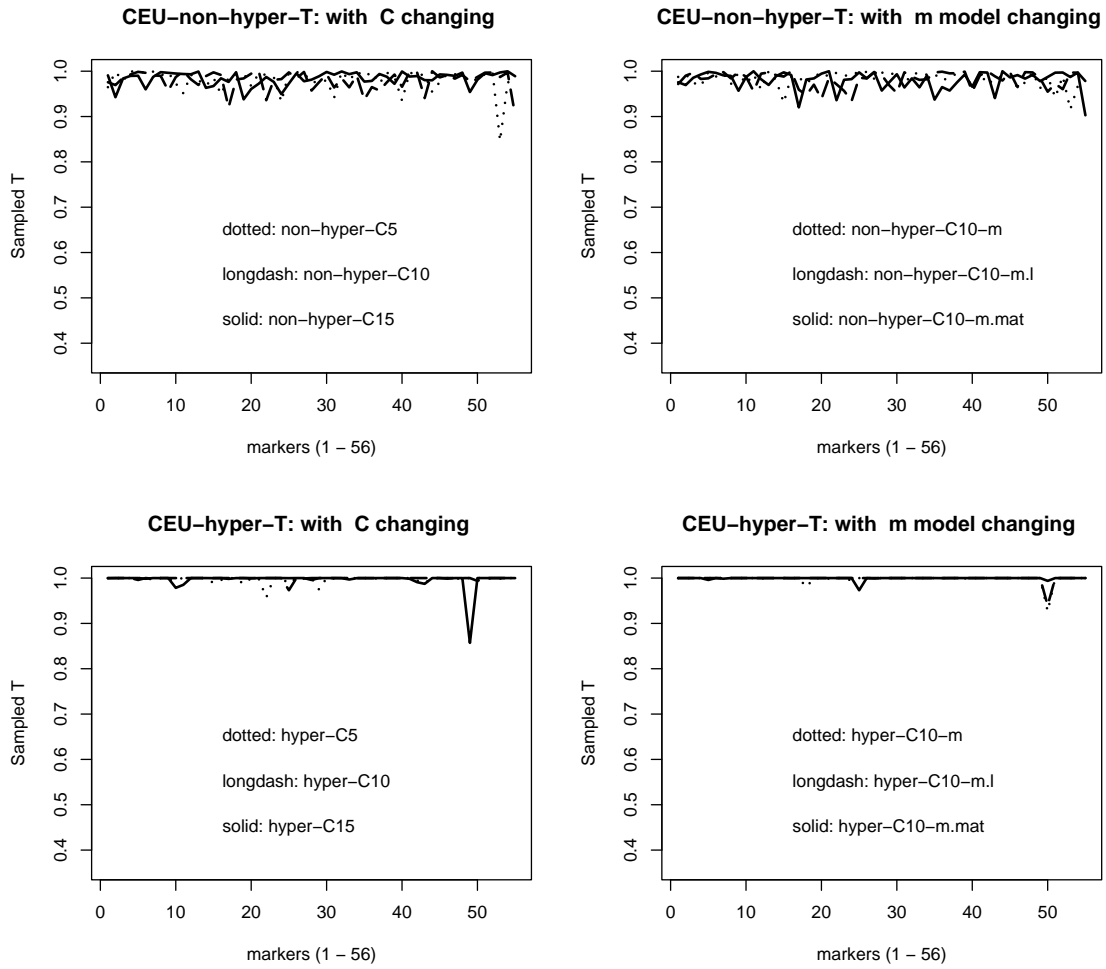 CEU−non−hyper−T: with  C changing
Sampled T
1.0
0.9
0.8
0.7
0.6
0.5
0.4
dotted: non−hyper−C5
longdash: non−hyper−C10
solid: non−hyper−C15
0 10 20 30 40 50
markers (1 − 56)
CEU−non−hyper−T: with  m model changing
Sampled T
1.0
0.9
0.8
0.7
0.6
0.5
0.4
dotted: non−hyper−C10−m
longdash: non−hyper−C10−m.l
solid: non−hyper−C10−m.mat
0 10 20 30 40 50
markers (1 − 56)
CEU−hyper−T: with  C changing
Sampled T
1.0
0.9
0.8
0.7
0.6
0.5
0.4
dotted: hyper−C5
longdash: hyper−C10
solid: hyper−C15
0 10 20 30 40 50
markers (1 − 56)
CEU−hyper−T: with  m model changing
Sampled T
1.0
0.9
0.8
0.7
0.6
0.5
0.4
dotted: hyper−C10−m
longdash: hyper−C10−m.l
solid: hyper−C10−m.mat
0 10 20 30 40 50
markers (1 − 56)